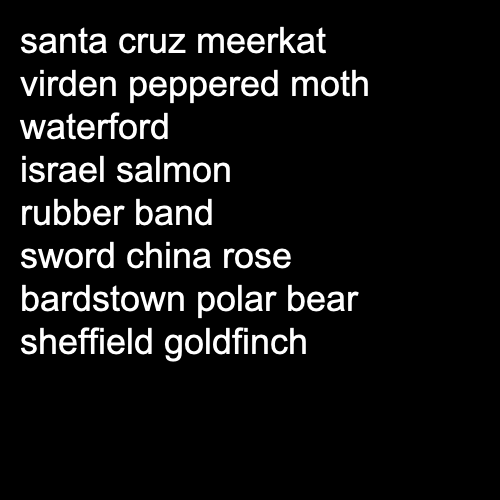 santa cruz meerkat
virden peppered moth
waterford
israel salmon
rubber band
sword china rose
bardstown polar bear
sheffield goldfinch